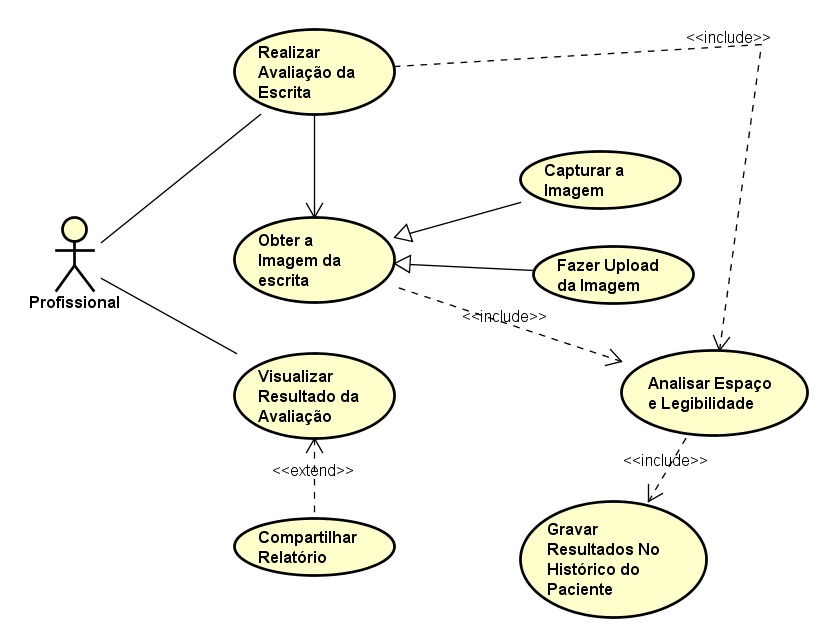 <<include>>
Realizar
Avaliação da
Escrita
Capturar a
Imagem
Obter a
Imagem da
escrita
Fazer Upload
da Imagem
Profissional
<<include>>
Visualizar
Resultado da
Avaliação
Analisar Espaço
e Legibilidade
<<extend>>
<<include>>
Compartilhar
Relatório
Gravar
Resultados No
Histórico do
Paciente